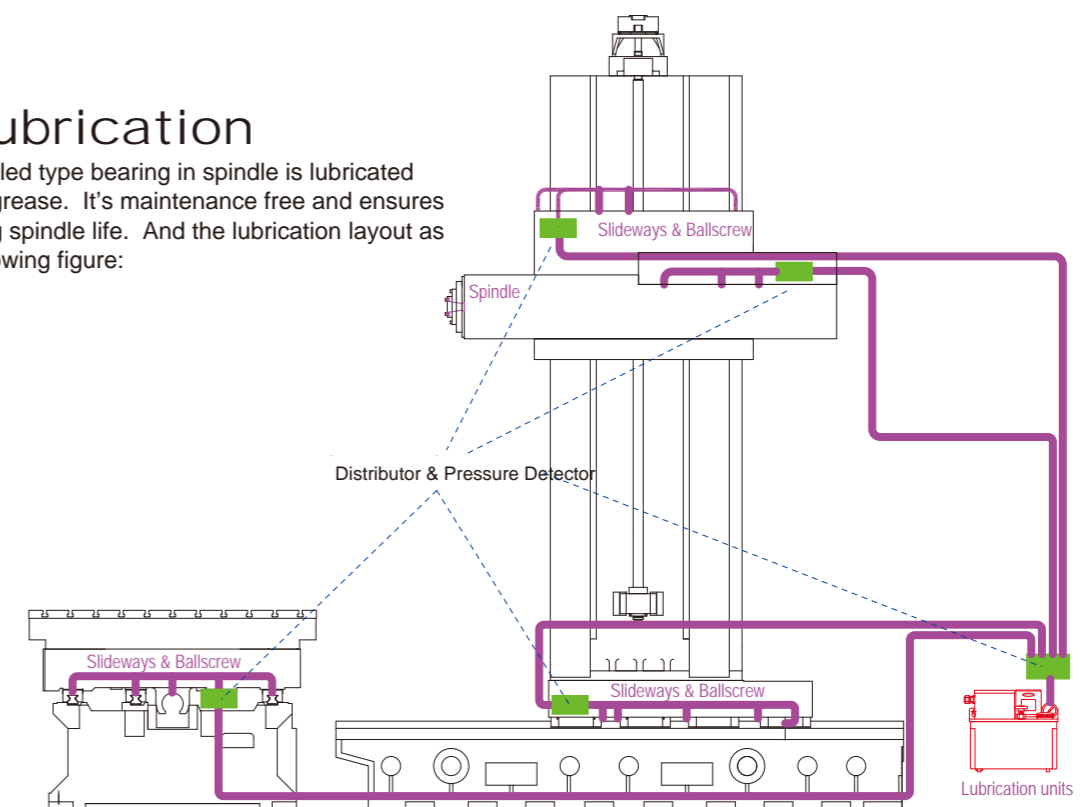 ubrication
led type bearing in spindle is lubricated
grease. It's maintenance free and ensures
g spindle life. And the lubrication layout as
owing figure:
Slideways & Ballscrew
Spindle
Distributor & Pressure Detector
Slideways & Ballscrew
Slideways & Ballscrew
Lubrication units